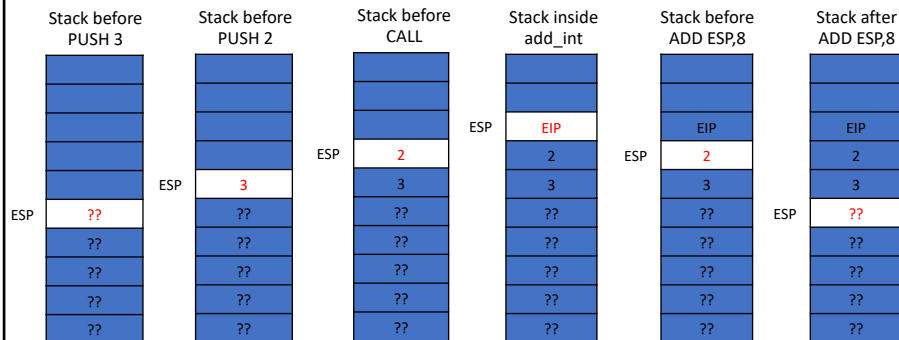 Stack before
PUSH 3
Stack before
PUSH 2
Stack before
CALL
Stack inside
add_int
Stack before
ADD ESP,8
Stack after
ADD ESP,8
ESP EIP EIP EIP
ESP 2 2 ESP 2 2
ESP 3 3 3 3 3
ESP ?? ?? ?? ?? ?? ESP ??
?? ?? ?? ?? ?? ??
?? ?? ?? ?? ?? ??
?? ?? ?? ?? ?? ??
?? ?? ?? ?? ?? ??